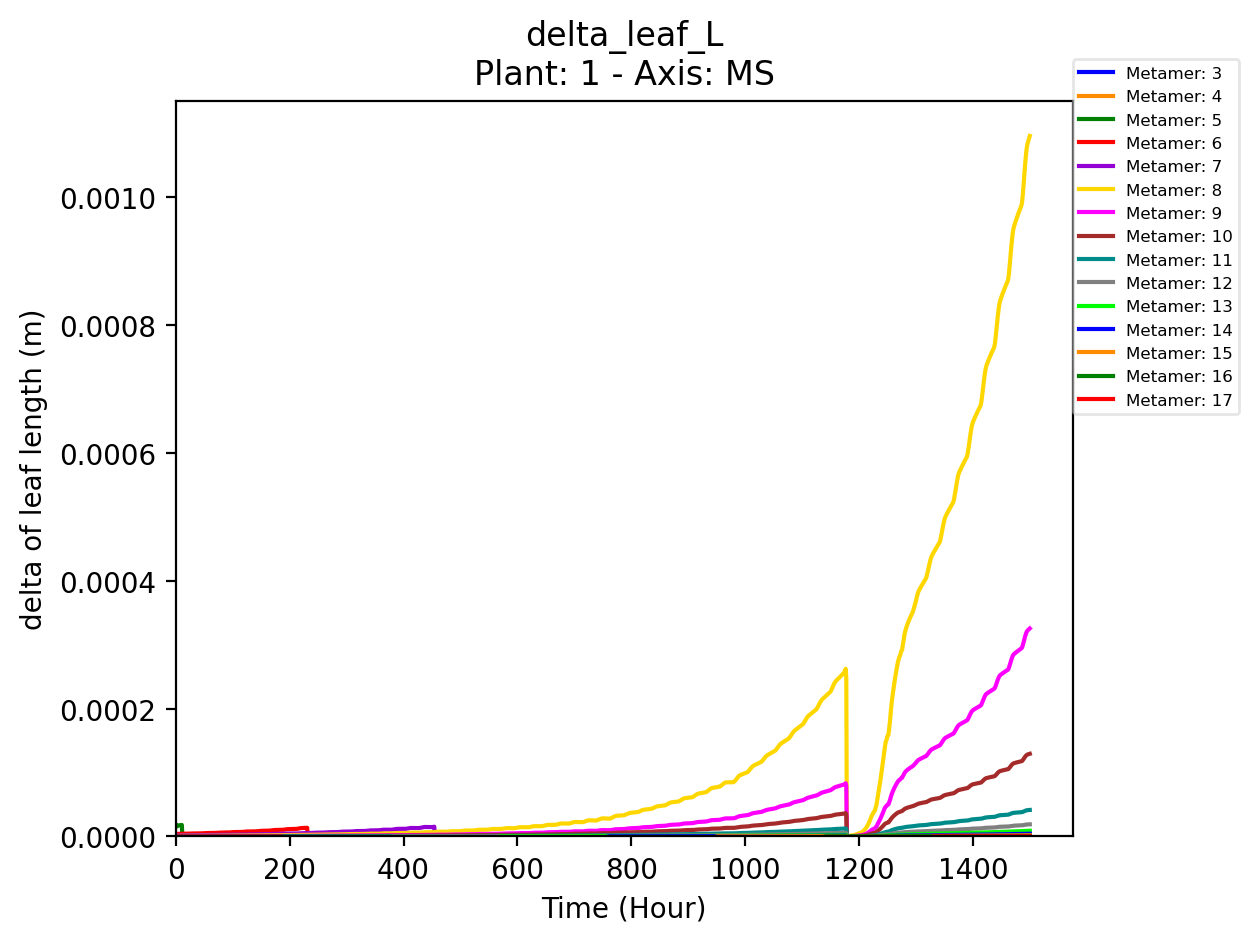 delta_leaf_L
Plant: 1 - Axis: MS
Metamer: 3
Metamer: 4
Metamer: 5
Metamer: 6
Metamer: 7
Metamer: 8
Metamer: 9
Metamer: 10
Metamer: 11
Metamer: 12
Metamer: 13
Metamer: 14
Metamer: 15
Metamer: 16
Metamer: 17
0.0010
0.0008
0.0006
0.0004
0.0002
0.0000
delta of leaf length (m)
0 200 400 600 800 1000 1200 1400
Time (Hour)